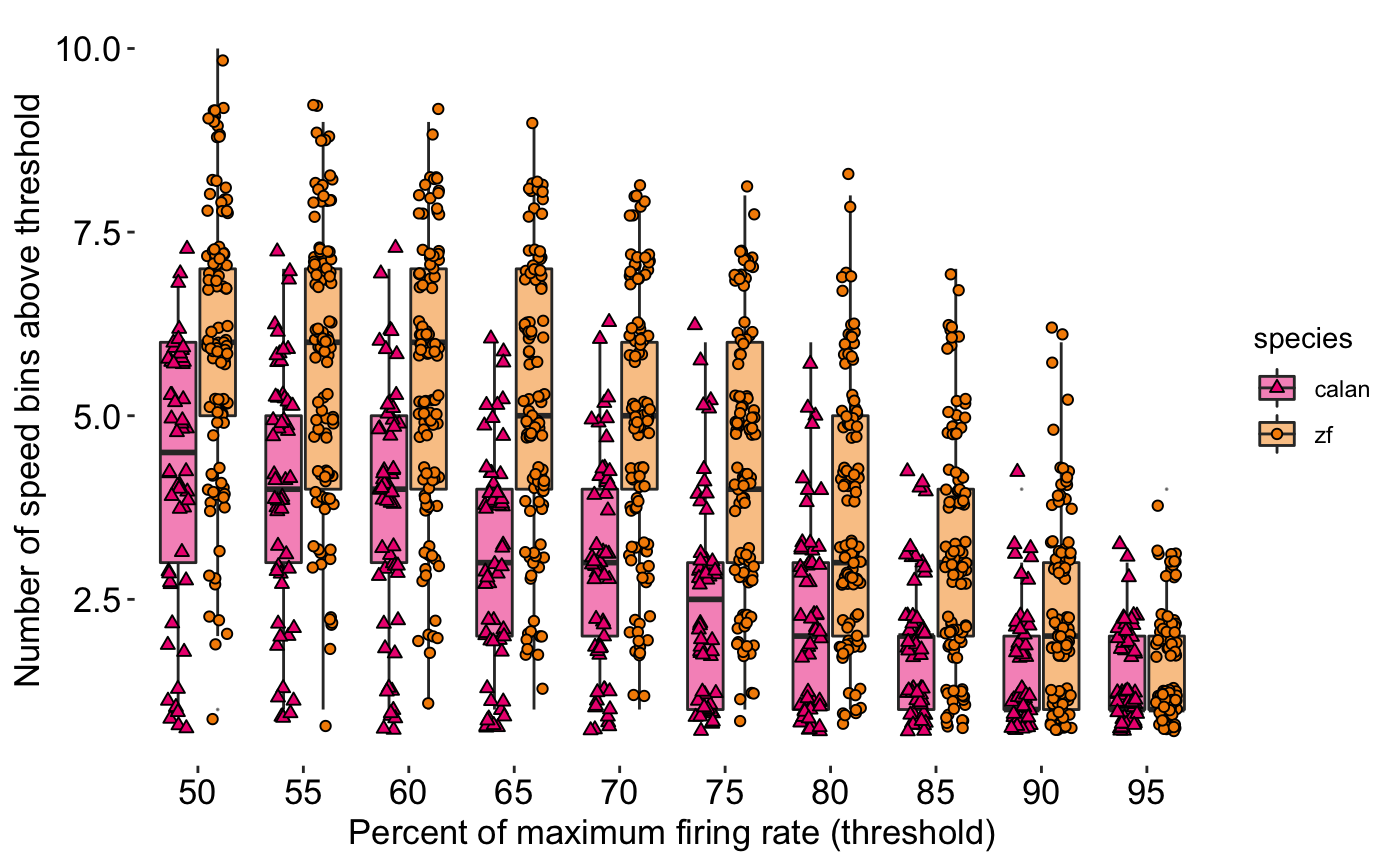 Number of speed bins above threshold
10.0
7.5
5.0
2.5
50 55 60 65 70 75 80 85 90 95
Percent of maximum firing rate (threshold)
species
calan
zf